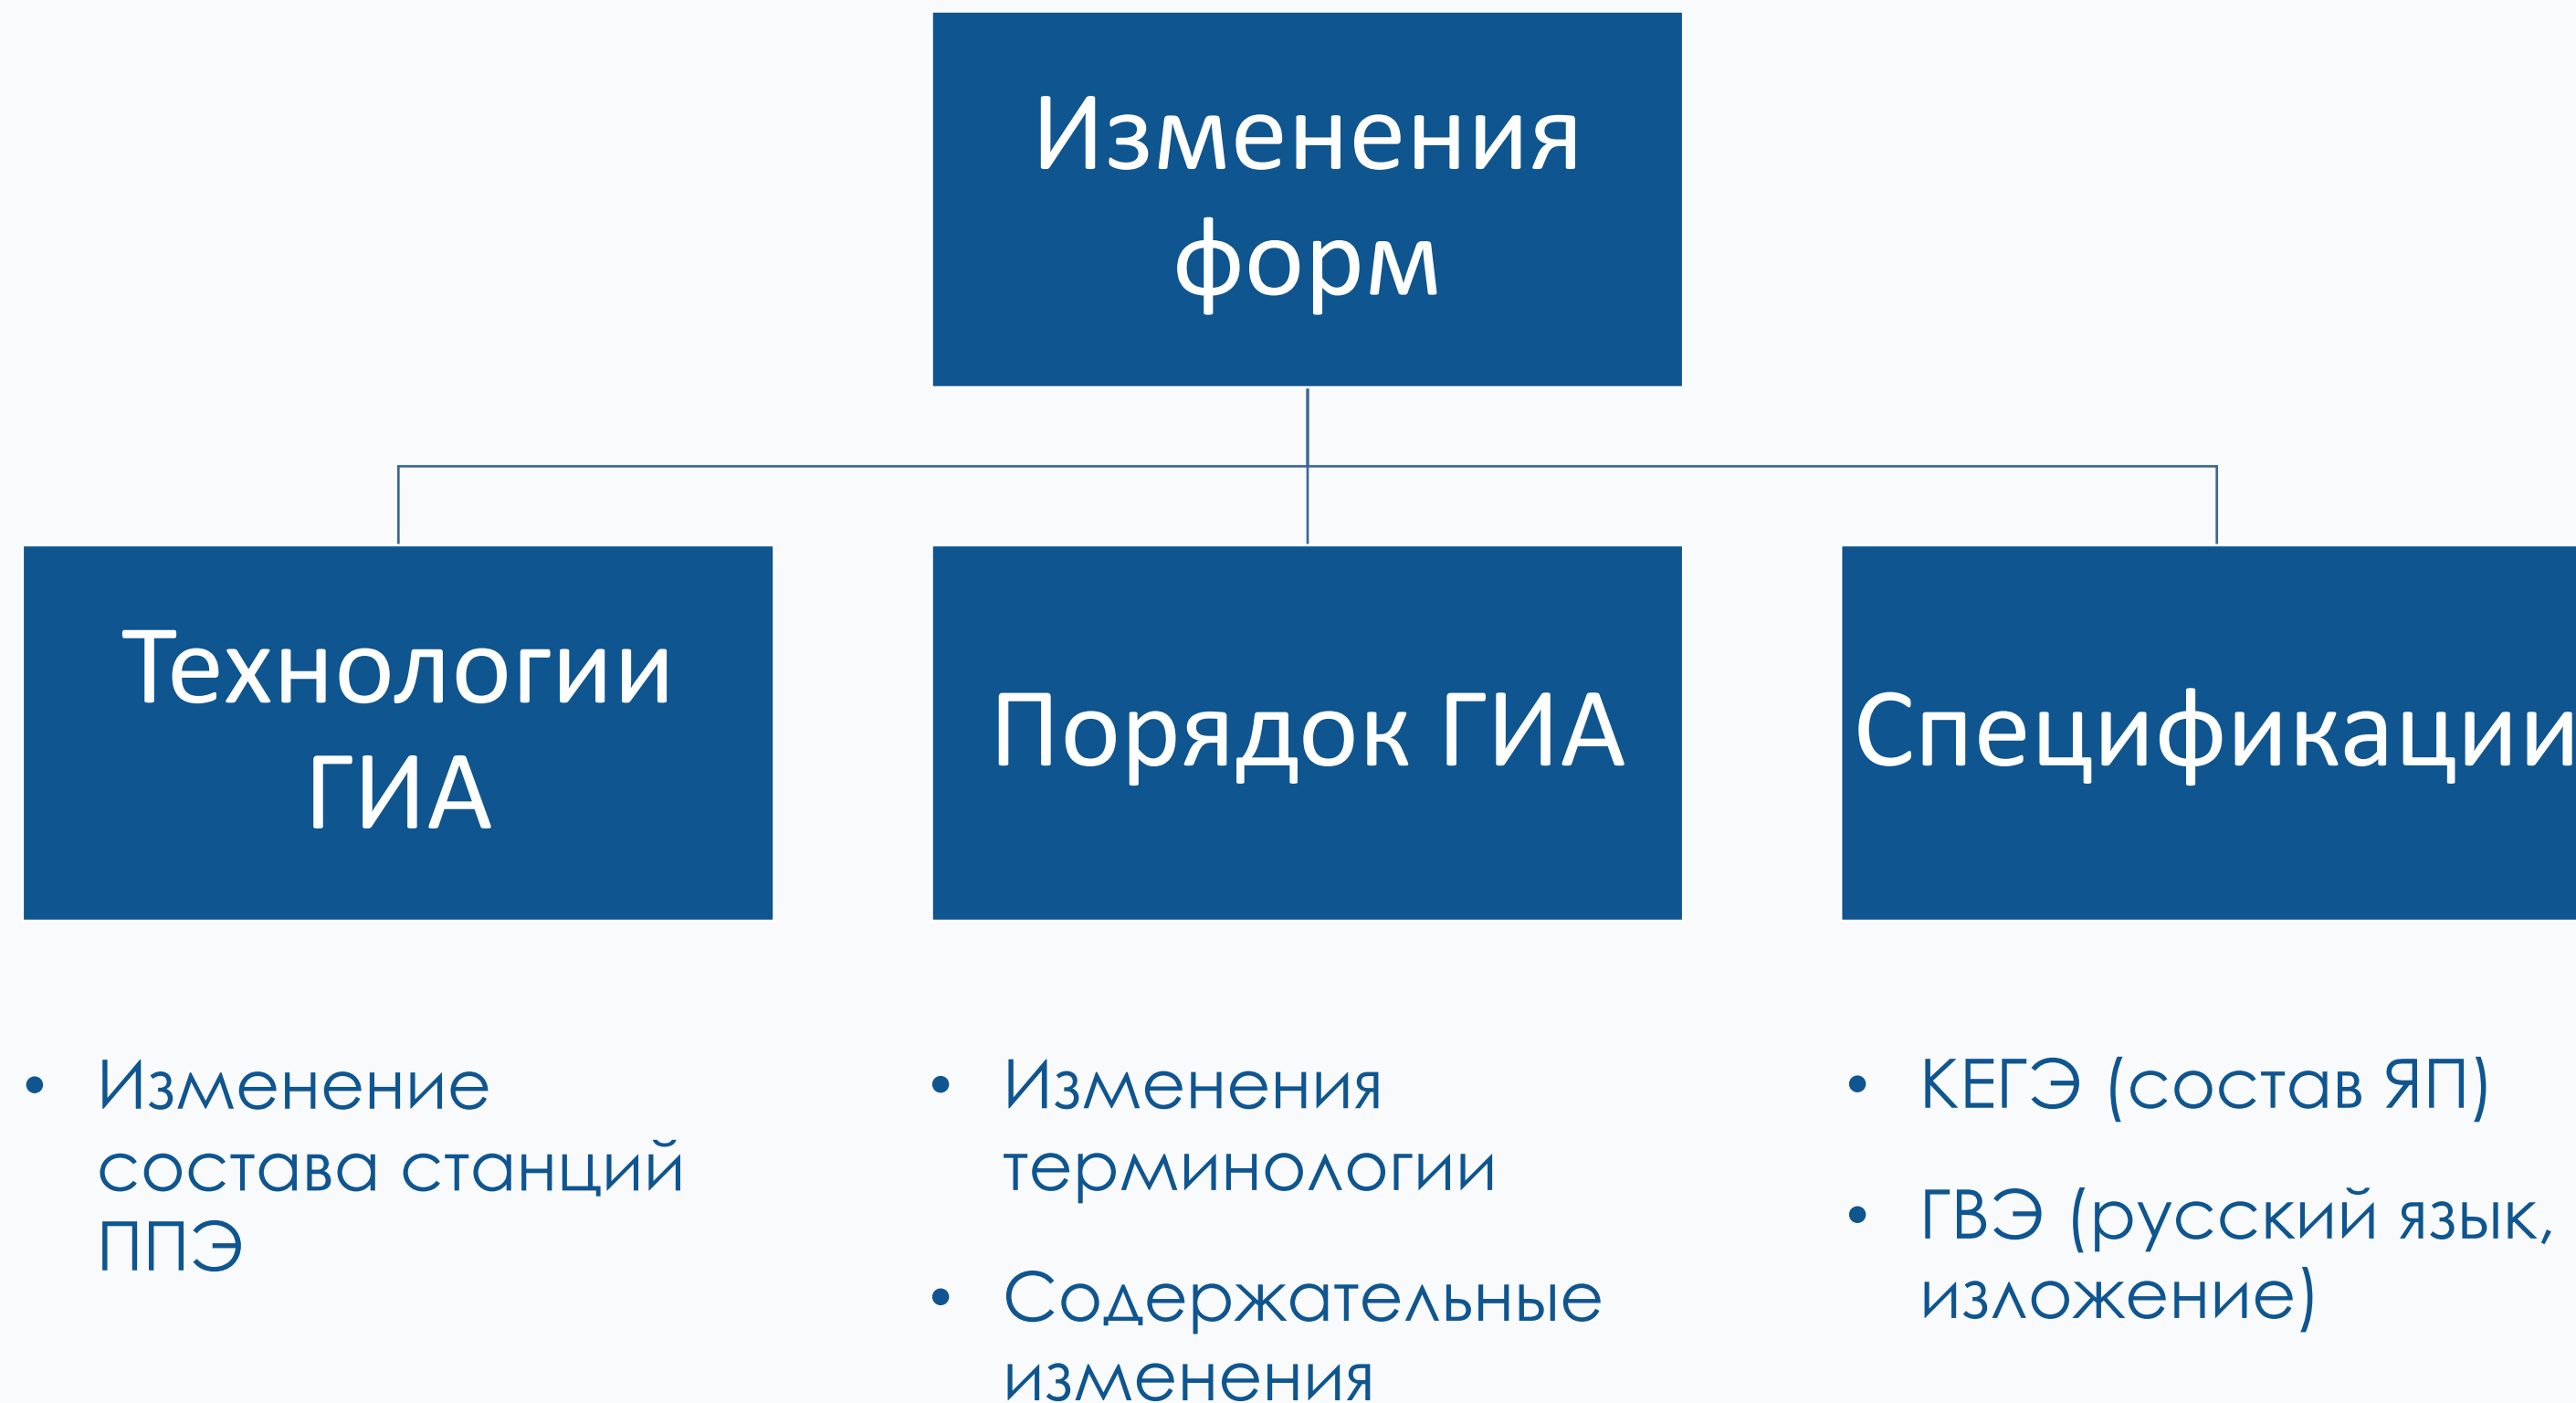 Изменения
форм
Технологии
ГИА
Порядок ГИА
Спецификации
• Изменение
состава станций
ППЭ
• Изменения
терминологии
• Содержательные
изменения
• КЕГЭ (состав ЯП)
• ГВЭ (русский язык,
изложение)